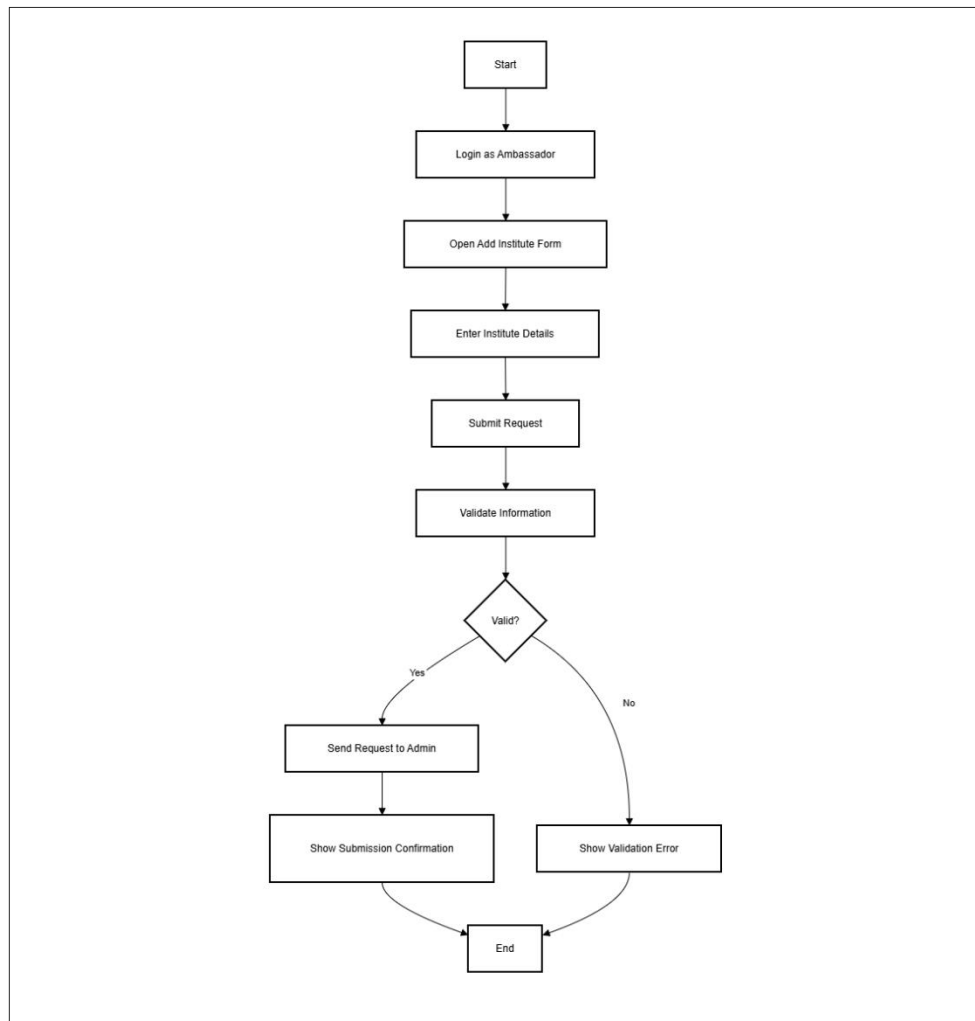 Start
Login as Ambassador
Open Add Institute Form
Enter Institute Details
Submit Request
Validate Information
Valid?
Yes
No
Send Request to Admin
Show Submission Confirmation
Show Validation Error
End